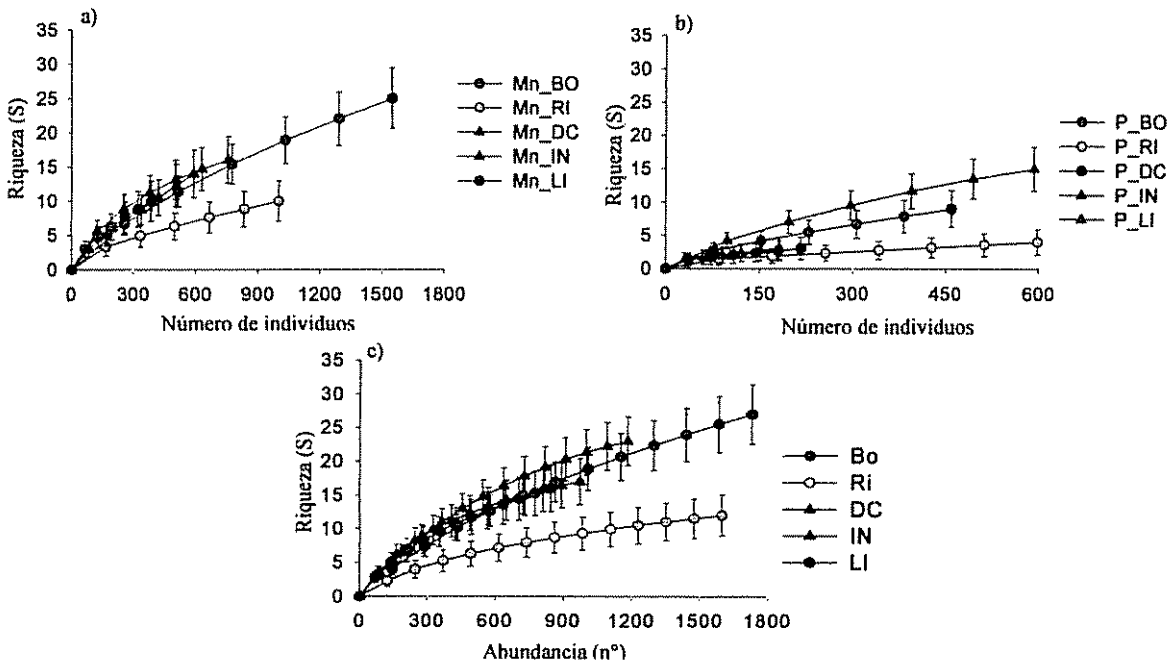 a)
Riqueza (S)
35
30
25
20
15
10
5
0
0 300 600 900 1200 1500 1800
Número de individuos
Mn_BO
Mn_RI
Mn_DC
Mn_IN
Mn_LI
b)
Riqueza (S)
35
30
25
20
15
10
5
0
0 150 300 450 600
Número de individuos
P_BO
P_RI
P_DC
P_IN
P_LI
c)
Riqueza (S)
35
30
25
20
15
10
5
0
0 300 600 900 1200 1500 1800
Abundancia (n°)
Bo
Ri
DC
IN
LI